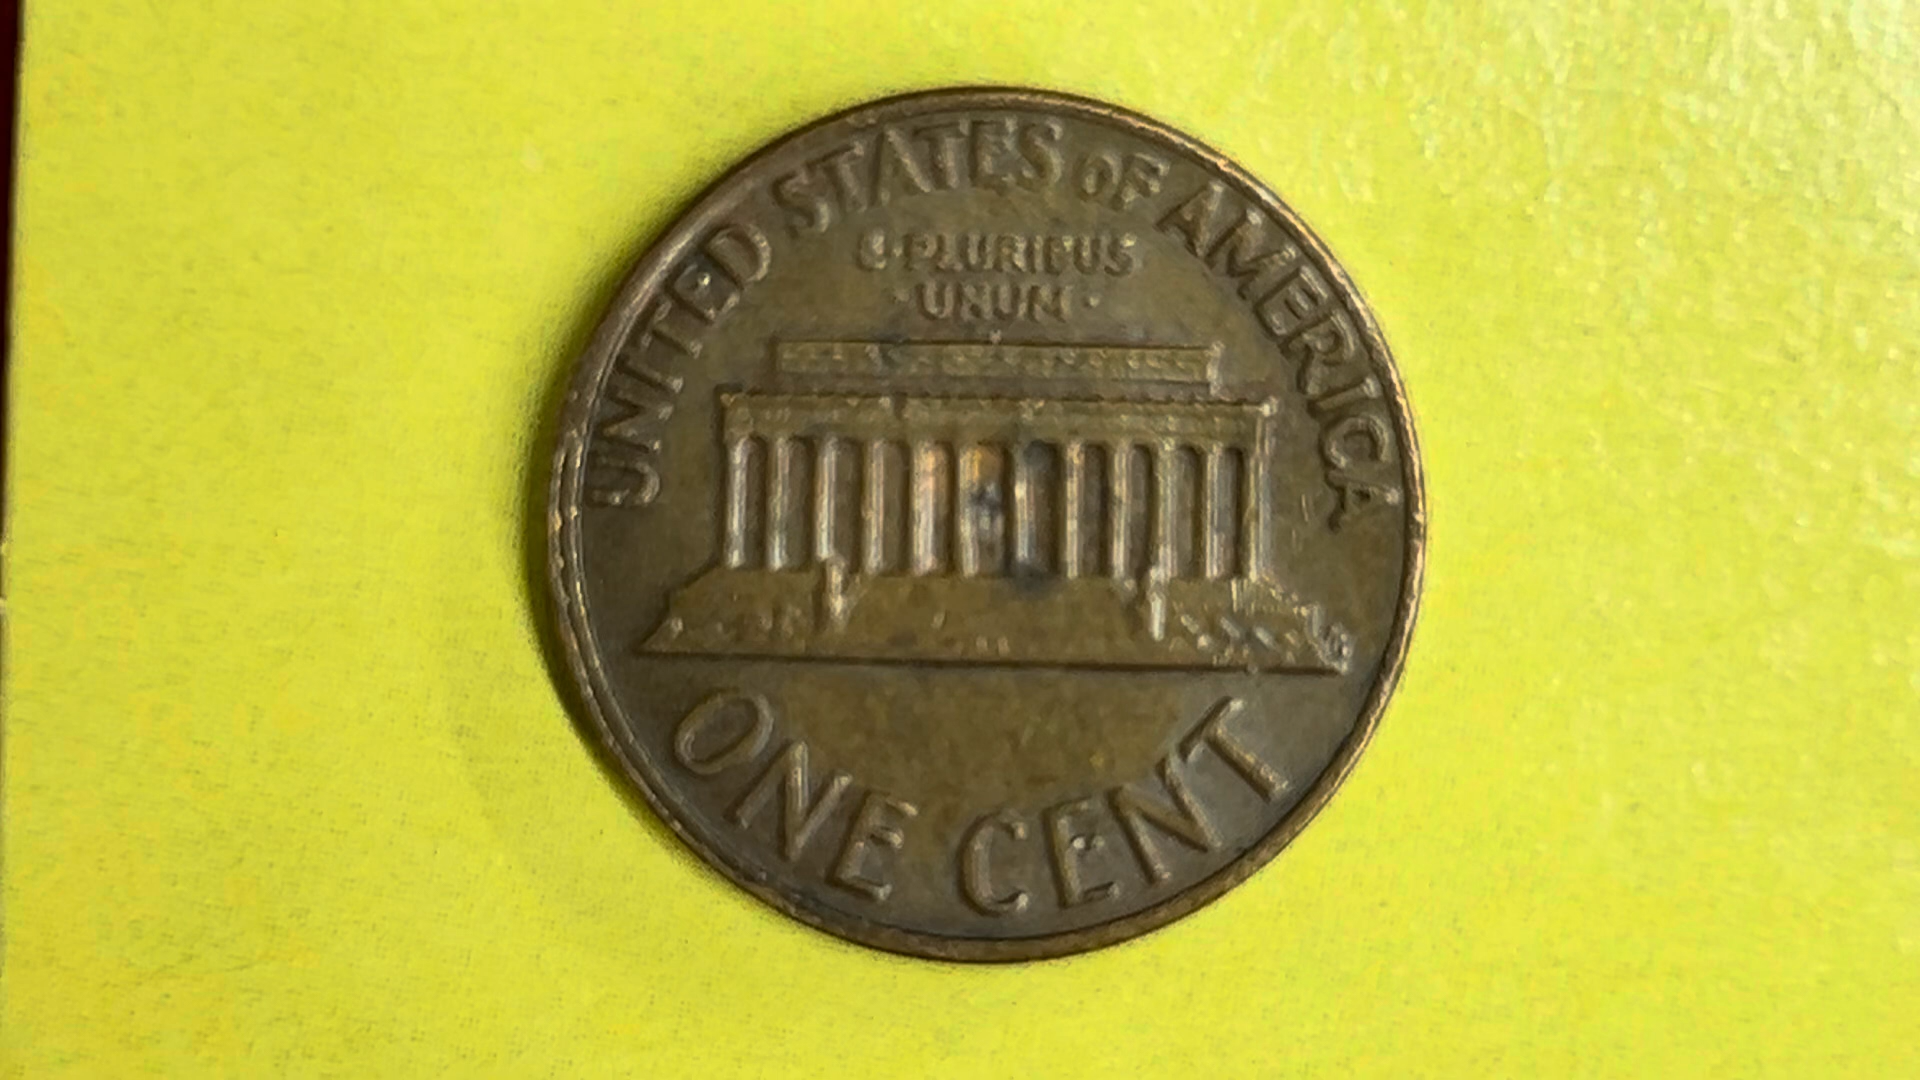 UNITED STATES OF AMERICA
E·PLURIBUS
·UNUM·
ONE CENT